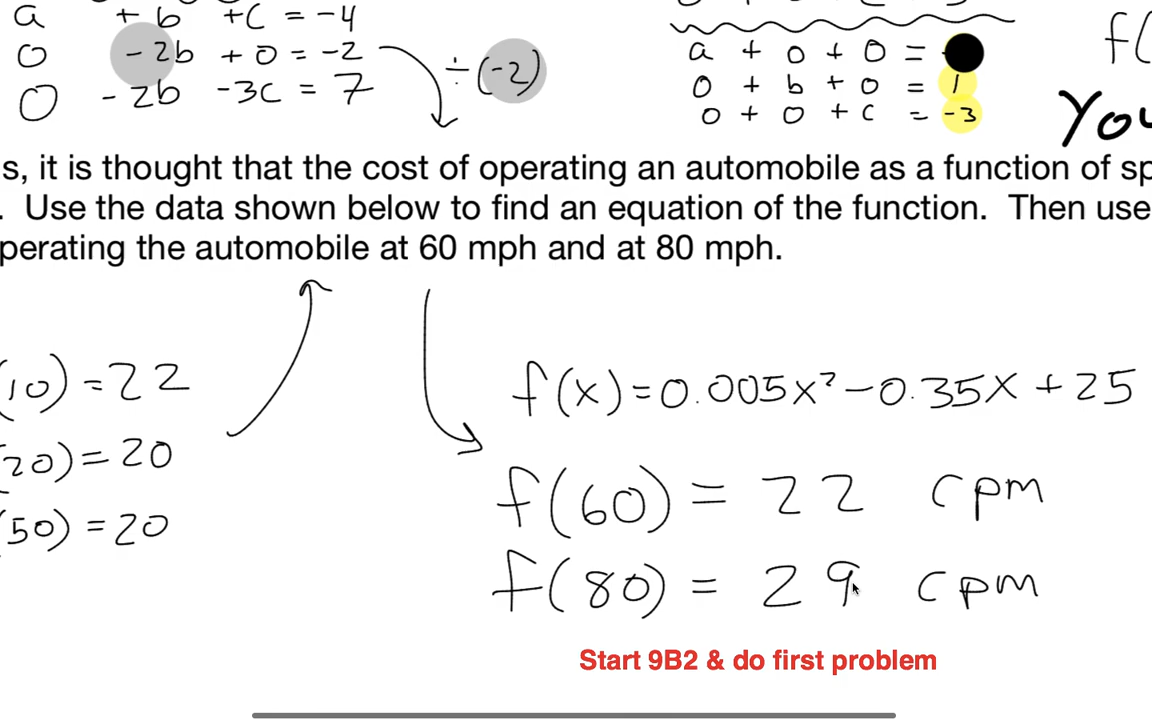 a + b + c = -4
0 - 2b + 0 = -2
÷ (-2)
0 - 2b - 3c = 7
a + 0 + 0 =
0 + b + 0 = 1
0 + 0 + c = -3
f(
You
s, it is thought that the cost of operating an automobile as a function of sp
. Use the data shown below to find an equation of the function. Then use
perating the automobile at 60 mph and at 80 mph.
(10) = 22
(20) = 20
(50) = 20
f(x) = 0.005x² - 0.35x + 25
f(60) = 22 cpm
f(80) = 29 cpm
Start 9B2 & do first problem